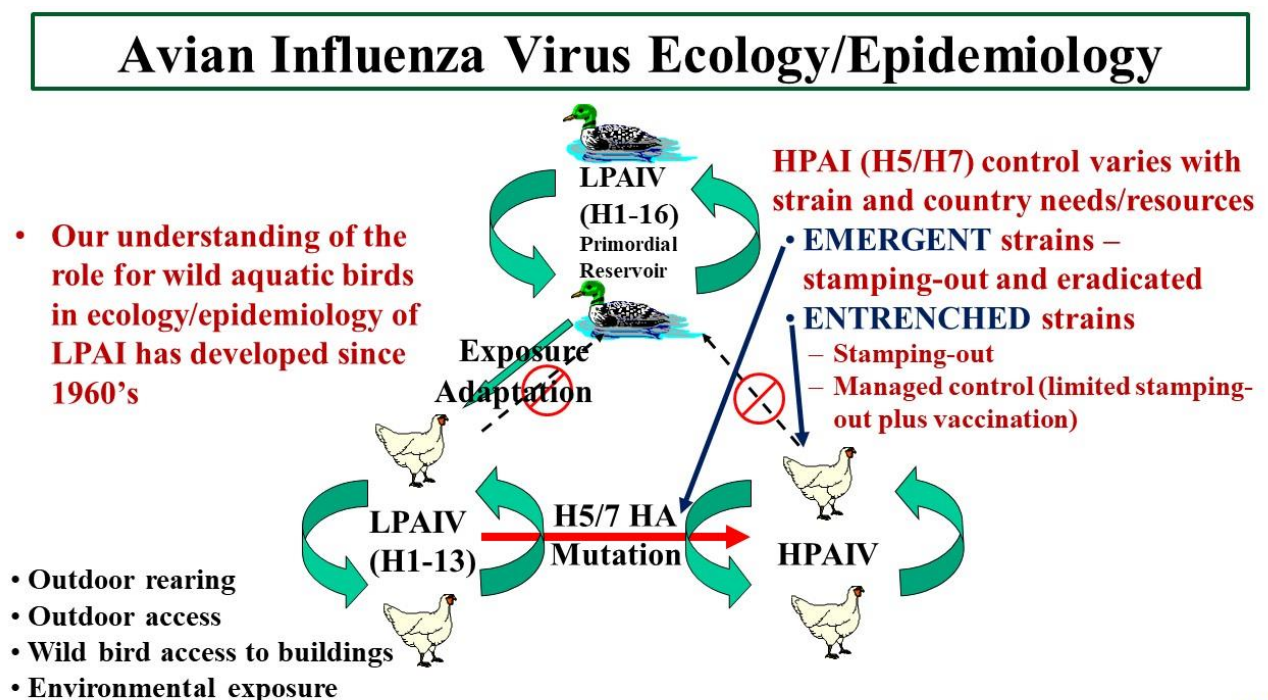 Avian Influenza Virus Ecology/Epidemiology
LPAIV
(H1-16)
Primordial
Reservoir
• Our understanding of the
role for wild aquatic birds
in ecology/epidemiology of
LPAI has developed since
1960’s
HPAI (H5/H7) control varies with
strain and country needs/resources
• EMERGENT strains –
stamping-out and eradicated
• ENTRENCHED strains
– Stamping-out
– Managed control (limited stamping-
out plus vaccination)
Exposure
Adaptation
LPAIV
(H1-13)
H5/7 HA
Mutation
HPAIV
• Outdoor rearing
• Outdoor access
• Wild bird access to buildings
• Environmental exposure